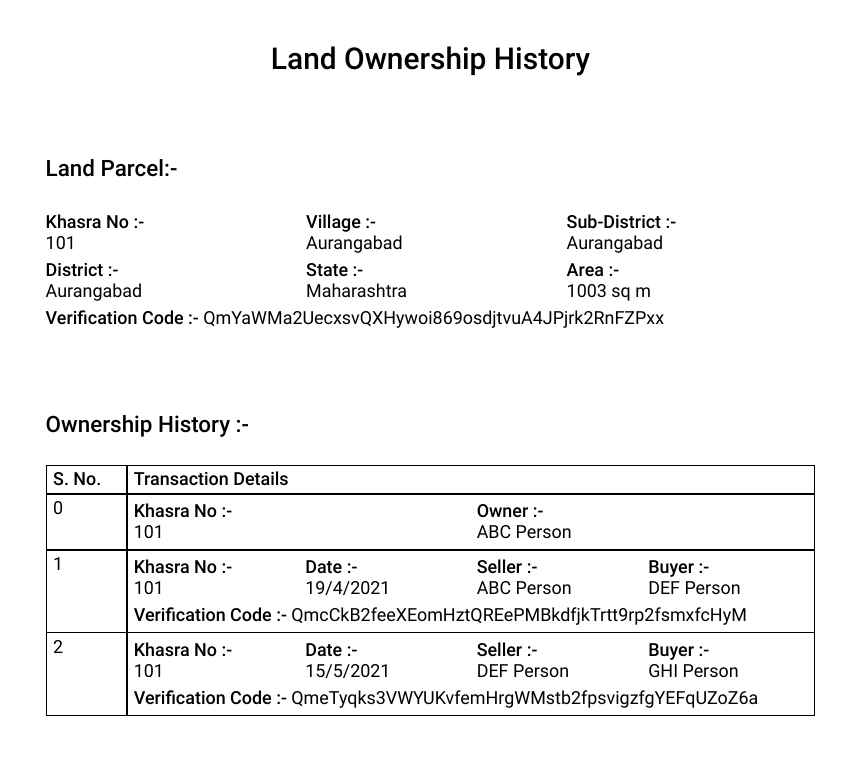 Land Ownership History
Land Parcel:-
Khasra No :- Village :- Sub-District :-
101 Aurangabad Aurangabad
District :- State :- Area :-
Aurangabad Maharashtra 1003 sq m
Verification Code :- QmYaWMa2UecxsvQXHywoi869osdjtvuA4JPjrk2RnFZPxx
Ownership History :-
S. No. Transaction Details
0 Khasra No :- Owner :-
101 ABC Person
1 Khasra No :- Date :- Seller :- Buyer :-
101 19/4/2021 ABC Person DEF Person
Verification Code :- QmcCkB2feeXEomHztQREePMBkdfjkTrtt9rp2fsmxfcHyM
2 Khasra No :- Date :- Seller :- Buyer :-
101 15/5/2021 DEF Person GHI Person
Verification Code :- QmeTyqks3VWYUKvfemHrgWMstb2fpsvigzfgYEFqUZoZ6a